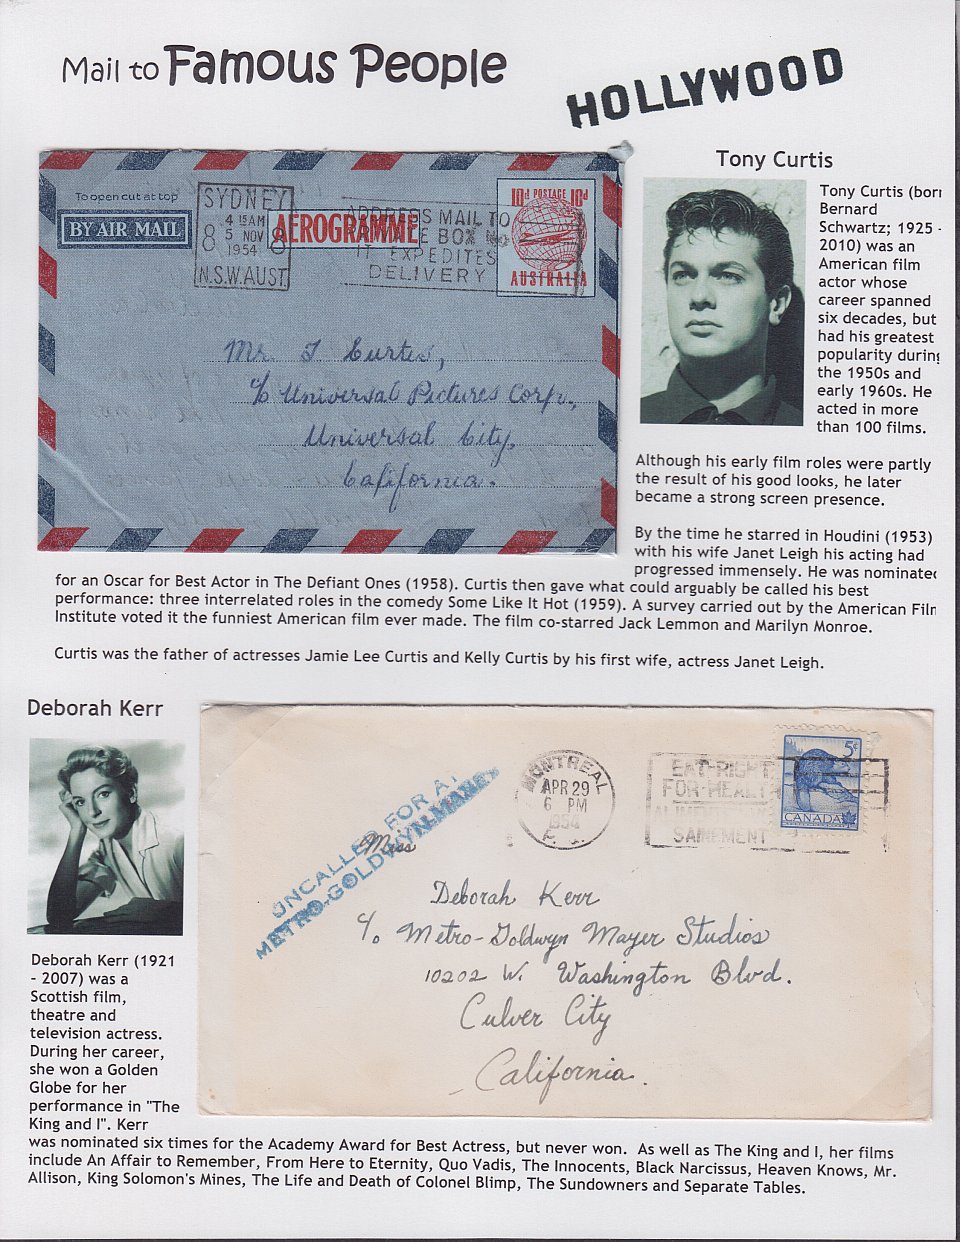 Mail to Famous People
HOLLYWOOD
To open cut at top
BY AIR MAIL
SYDNEY
4 15 AM
5 NOV
1954
N.S.W. AUST.
8 8
AEROGRAMME
ADDRESS MAIL TO
PRIVATE BOX No
IT EXPEDITES
DELIVERY
10d POSTAGE 10d
AUSTRALIA
Mr. T Curtis,
c/o Universal Pictures Corp.,
Universal City,
California.
Tony Curtis
Tony Curtis (born
Bernard
Schwartz; 1925 -
2010) was an
American film
actor whose
career spanned
six decades, but
had his greatest
popularity during
the 1950s and
early 1960s. He
acted in more
than 100 films.
Although his early film roles were partly
the result of his good looks, he later
became a strong screen presence.
By the time he starred in Houdini (1953)
with his wife Janet Leigh his acting had
progressed immensely. He was nominated
for an Oscar for Best Actor in The Defiant Ones (1958). Curtis then gave what could arguably be called his best
performance: three interrelated roles in the comedy Some Like It Hot (1959). A survey carried out by the American Film
Institute voted it the funniest American film ever made. The film co-starred Jack Lemmon and Marilyn Monroe.
Curtis was the father of actresses Jamie Lee Curtis and Kelly Curtis by his first wife, actress Janet Leigh.
Deborah Kerr
UNCALLED FOR AT
METRO-GOLDWYN-MAYER
MONTREAL
APR 29
6 PM
1954
P. Q.
EAT RIGHT
FOR HEALTH
SAINEMENT
5¢
CANADA
Miss
Deborah Kerr
c/o Metro-Goldwyn Mayer Studios
10202 W. Washington Blvd.
Culver City
California.
Deborah Kerr (1921
- 2007) was a
Scottish film,
theatre and
television actress.
During her career,
she won a Golden
Globe for her
performance in "The
King and I". Kerr
was nominated six times for the Academy Award for Best Actress, but never won. As well as The King and I, her films
include An Affair to Remember, From Here to Eternity, Quo Vadis, The Innocents, Black Narcissus, Heaven Knows, Mr.
Allison, King Solomon's Mines, The Life and Death of Colonel Blimp, The Sundowners and Separate Tables.